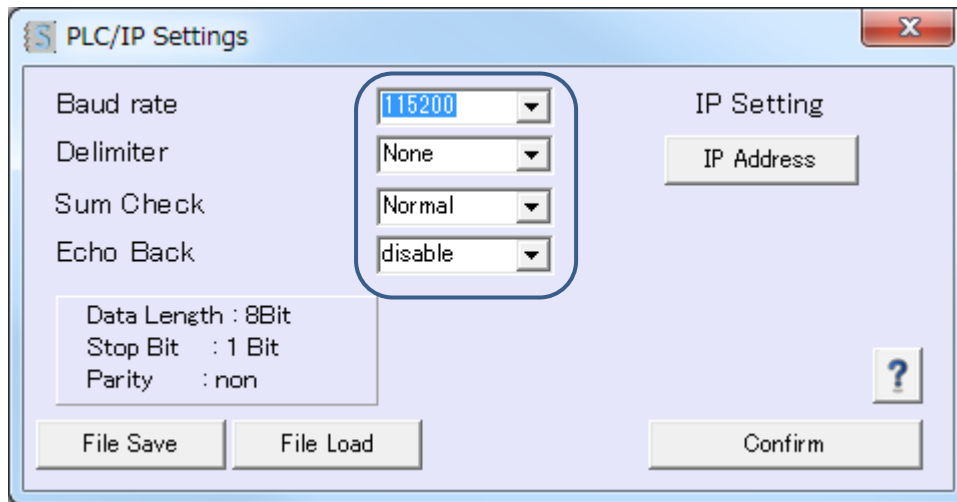 PLC/IP Settings
Baud rate 115200 IP Setting
Delimiter None IP Address
Sum Check Normal
Echo Back disable
Data Length : 8Bit
Stop Bit : 1 Bit
Parity : non
?
File Save File Load Confirm